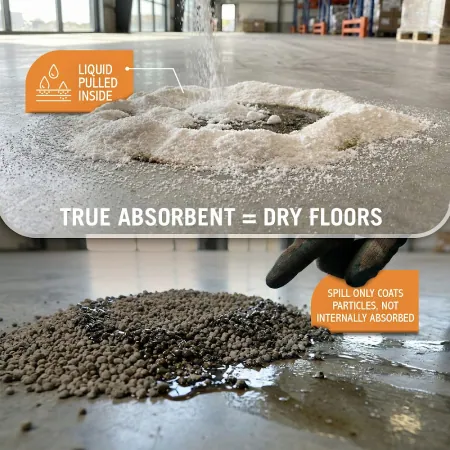 LIQUID
PULLED
INSIDE
TRUE ABSORBENT = DRY FLOORS
SPILL ONLY COATS
PARTICLES, NOT
INTERNALLY ABSORBED